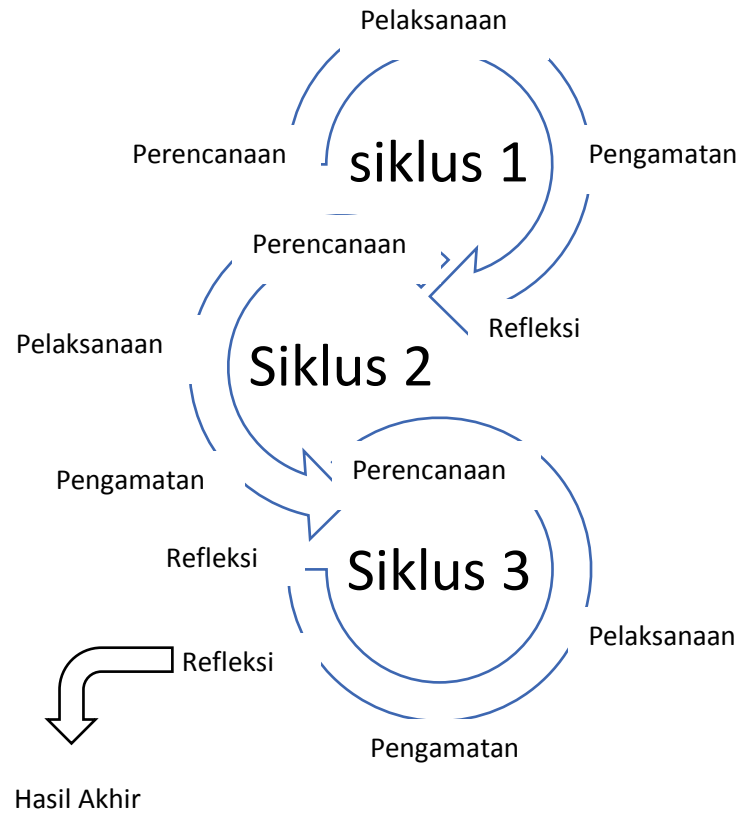 Pelaksanaan
Perencanaan
siklus 1
Pengamatan
Perencanaan
Refleksi
Pelaksanaan
Siklus 2
Pengamatan
Perencanaan
Refleksi
Siklus 3
Pelaksanaan
Refleksi
Pengamatan
Hasil Akhir